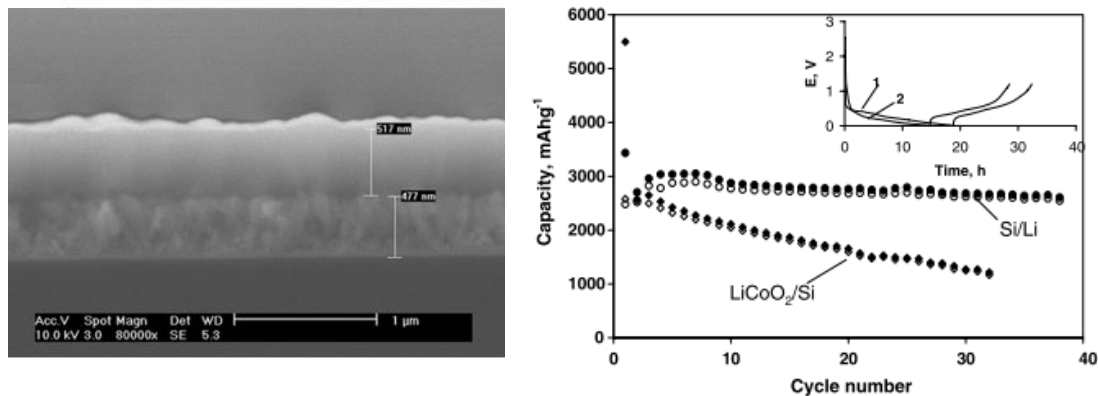 517 nm
477 nm
Acc.V Spot Magn Det WD 1 µm
10.0 kV 3.0 80000x SE 5.3
6000
5000
4000
3000
2000
1000
0
Capacity, mAhg⁻¹
0 10 20 30 40
Cycle number
Si/Li
LiCoO₂/Si
3
2
1
0
E, V
1
2
0 10 20 30 40
Time, h